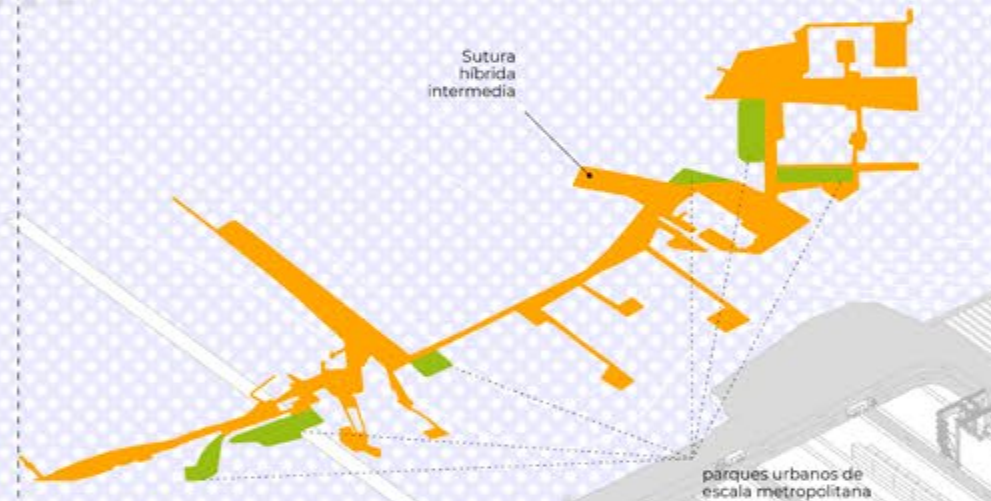 Sutura
híbrida
intermedia
parques urbanos de
escala metropolitana